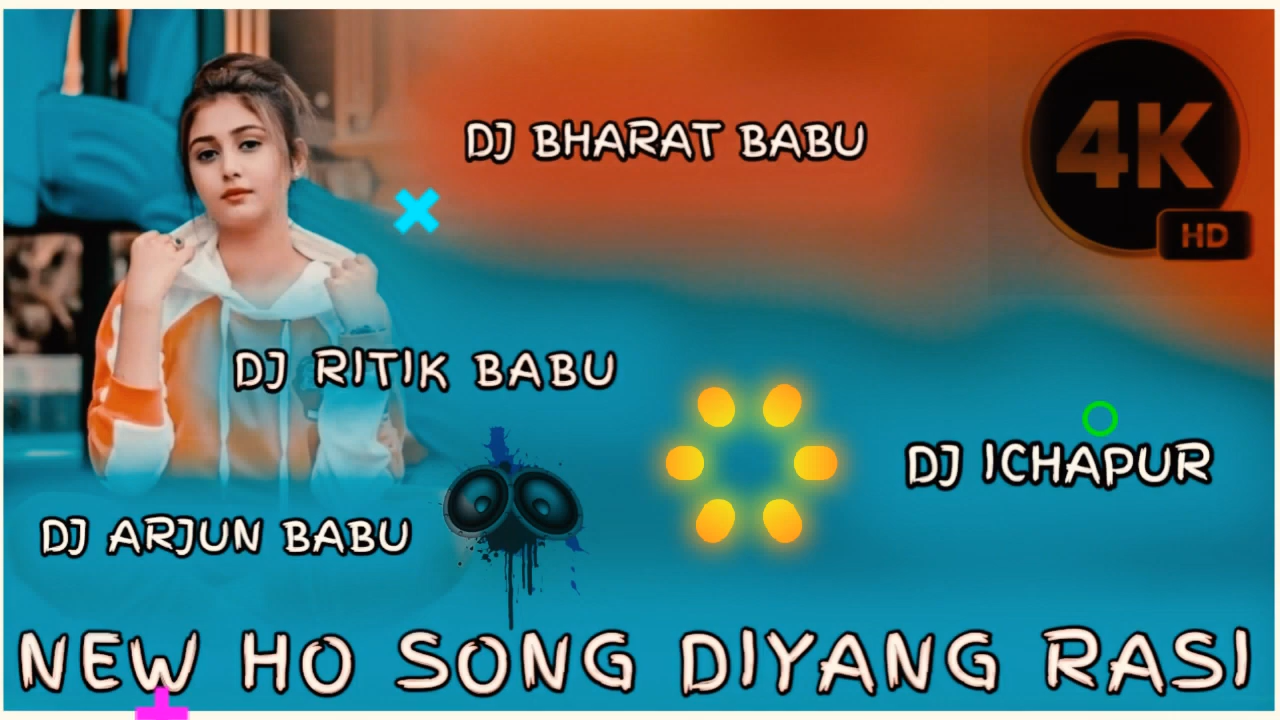 DJ BHARAT BABU
4K
HD
DJ RITIK BABU
DJ ICHAPUR
DJ ARJUN BABU
NEW HO SONG DIYANG RASI